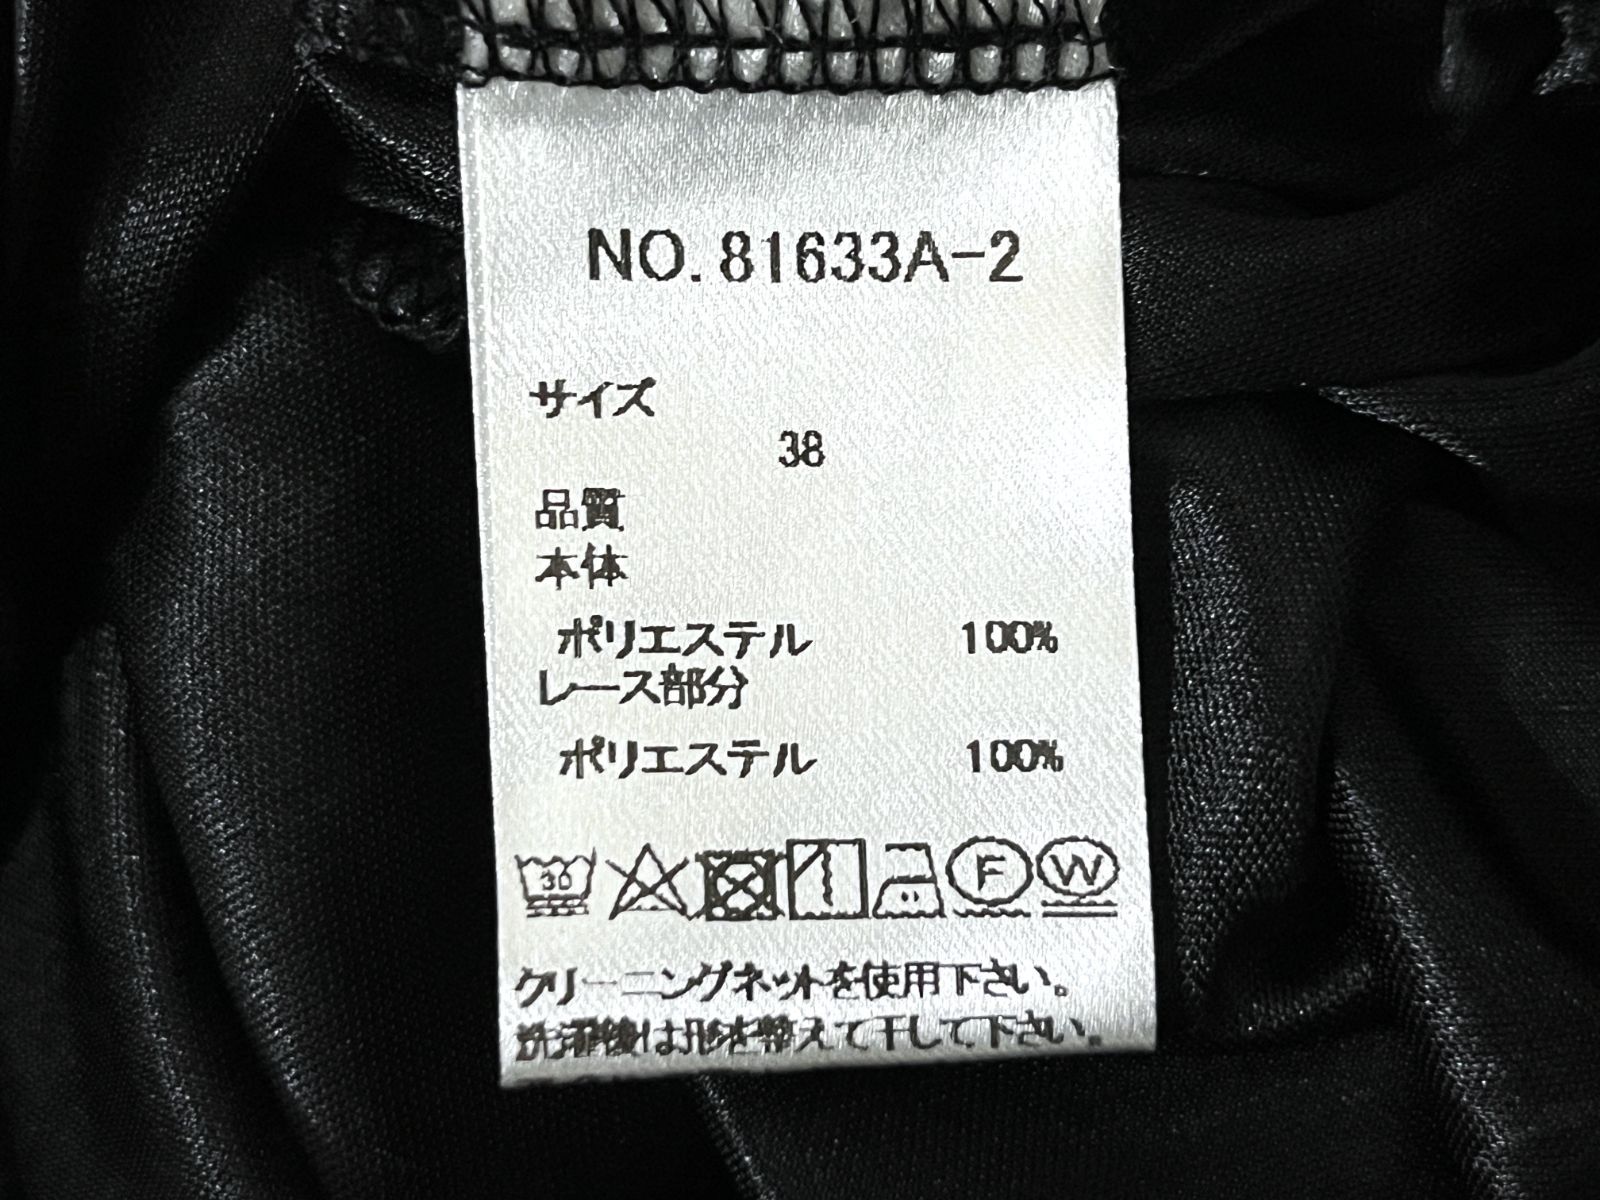 NO.81633A-2
サイズ
38
品質
本体
ポリエステル 100%
レース部分
ポリエステル 100%
30 F W
クリーニングネットを使用下さい。
洗濯後は形を整えて干して下さい。